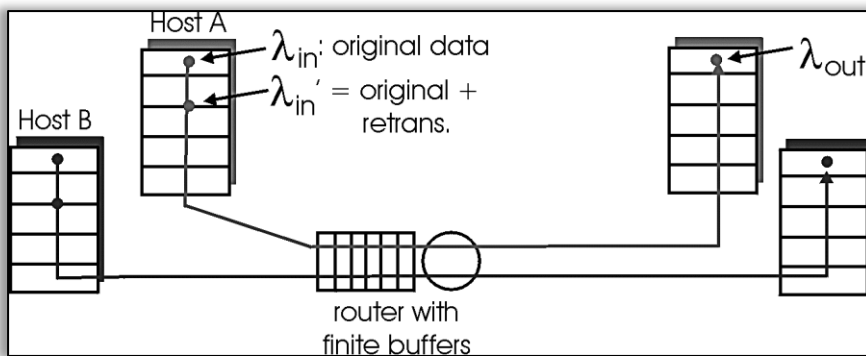 Host A
λin: original data
λin' = original +
retrans.
λout
Host B
router with
finite buffers